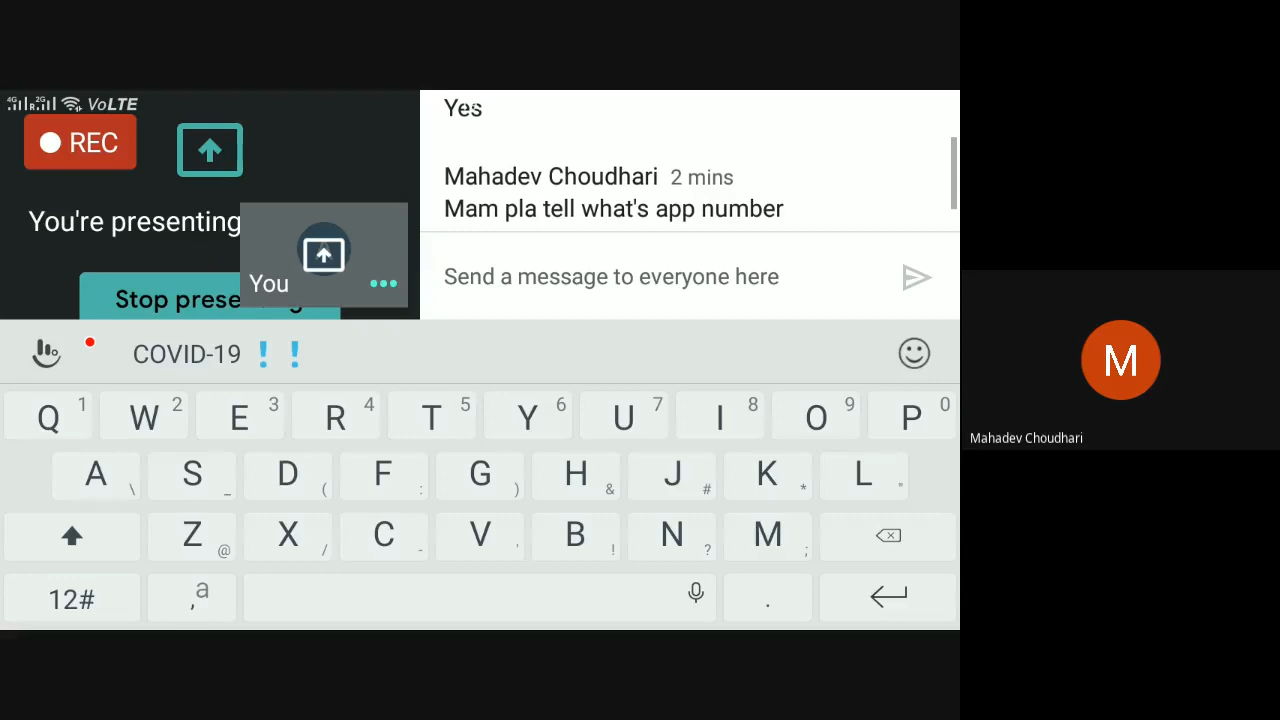 4G R 2G VoLTE
REC
You're presenting
You
Stop prese
Yes
Mahadev Choudhari 2 mins
Mam pla tell what's app number
Send a message to everyone here
COVID-19 ❗❗
Q 1 W 2 E 3 R 4 T 5 Y 6 U 7 I 8 O 9 P 0
A \ S _ D ( F : G ) H & J # K * L "
Z @ X / C - V ' B ! N ? M ;
12# , a .
M
Mahadev Choudhari